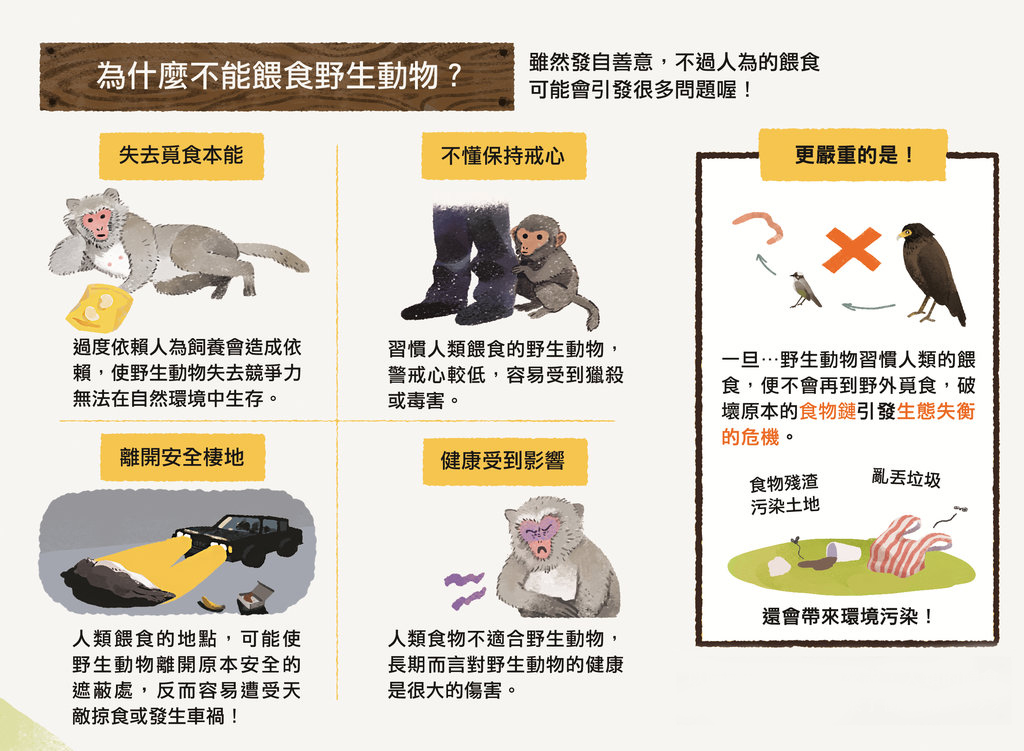 為什麼不能餵食野生動物？
雖然發自善意，不過人為的餵食
可能會引發很多問題喔！
失去覓食本能
過度依賴人為飼養會造成依
賴，使野生動物失去競爭力
無法在自然環境中生存。
不懂保持戒心
習慣人類餵食的野生動物，
警戒心較低，容易受到獵殺
或毒害。
離開安全棲地
人類餵食的地點，可能使
野生動物離開原本安全的
遮蔽處，反而容易遭受天
敵掠食或發生車禍！
健康受到影響
人類食物不適合野生動物，
長期而言對野生動物的健康
是很大的傷害。
更嚴重的是！
一旦⋯野生動物習慣人類的餵
食，便不會再到野外覓食，破
壞原本的食物鏈引發生態失衡
的危機。
食物殘渣
污染土地
亂丟垃圾
還會帶來環境污染！